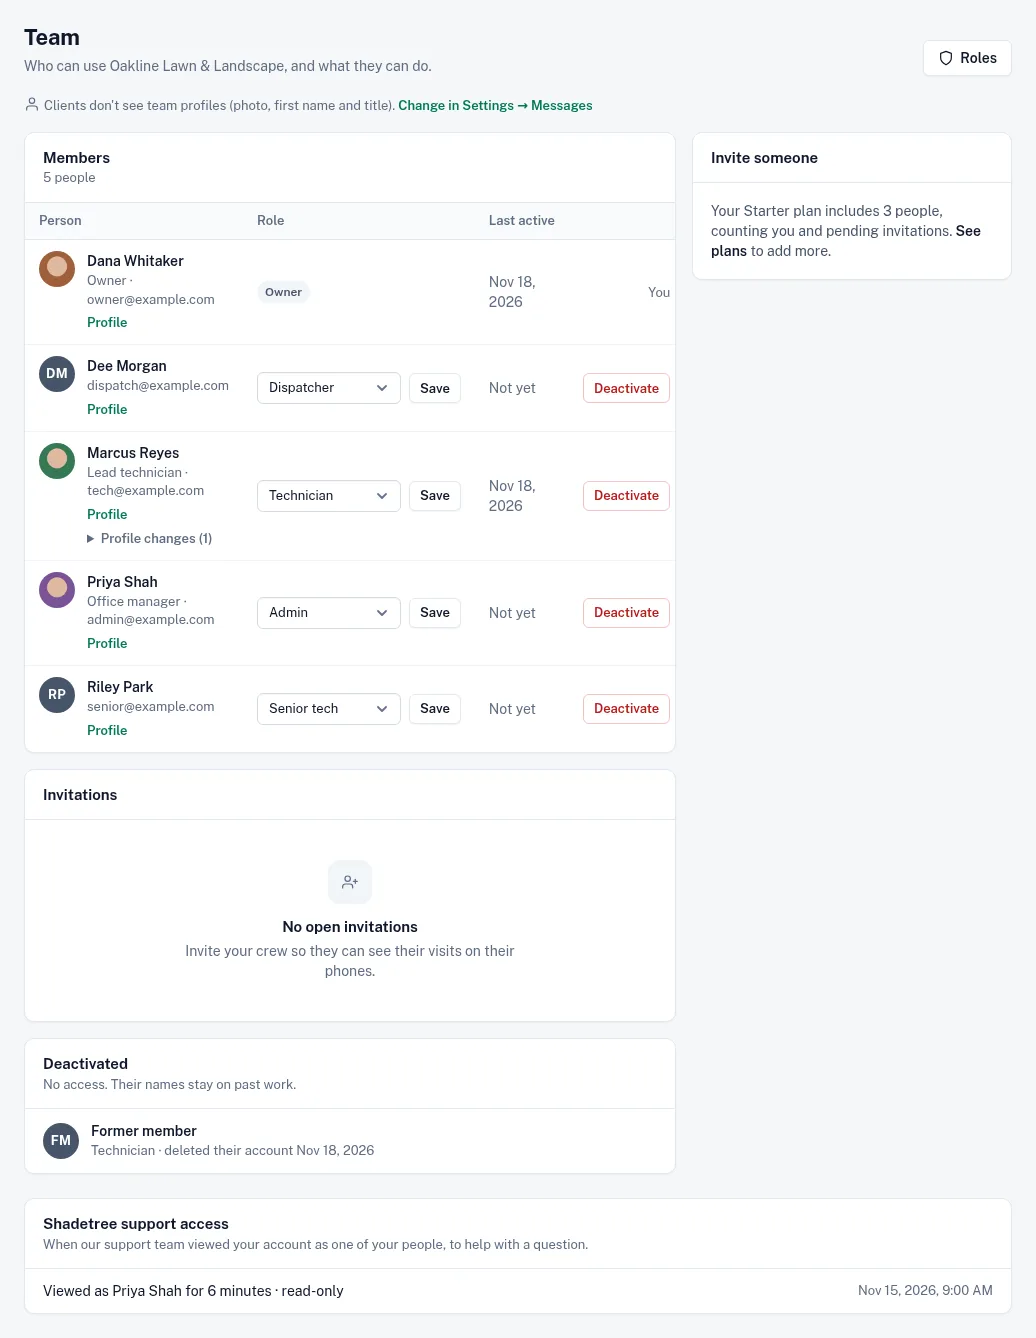 Team
Who can use Oakline Lawn & Landscape, and what they can do.
Roles
Clients don't see team profiles (photo, first name and title). Change in Settings → Messages
Members
5 people
Person Role Last active
Dana Whitaker
Owner ·
owner@example.com
Profile
Owner
Nov 18,
2026
You
DM
Dee Morgan
dispatch@example.com
Profile
Dispatcher
Save
Not yet
Deactivate
Marcus Reyes
Lead technician ·
tech@example.com
Profile
Profile changes (1)
Technician
Save
Nov 18,
2026
Deactivate
Priya Shah
Office manager ·
admin@example.com
Profile
Admin
Save
Not yet
Deactivate
RP
Riley Park
senior@example.com
Profile
Senior tech
Save
Not yet
Deactivate
Invite someone
Your Starter plan includes 3 people,
counting you and pending invitations. See
plans to add more.
Invitations
No open invitations
Invite your crew so they can see their visits on their
phones.
Deactivated
No access. Their names stay on past work.
FM
Former member
Technician · deleted their account Nov 18, 2026
Shadetree support access
When our support team viewed your account as one of your people, to help with a question.
Viewed as Priya Shah for 6 minutes · read-only
Nov 15, 2026, 9:00 AM